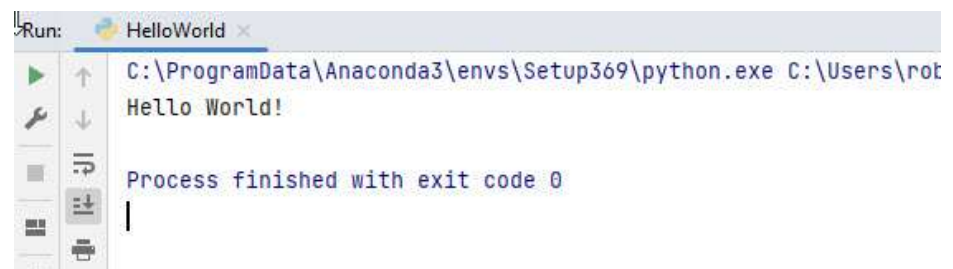 Run: HelloWorld
C:\ProgramData\Anaconda3\envs\Setup369\python.exe C:\Users\rob
Hello World!
Process finished with exit code 0